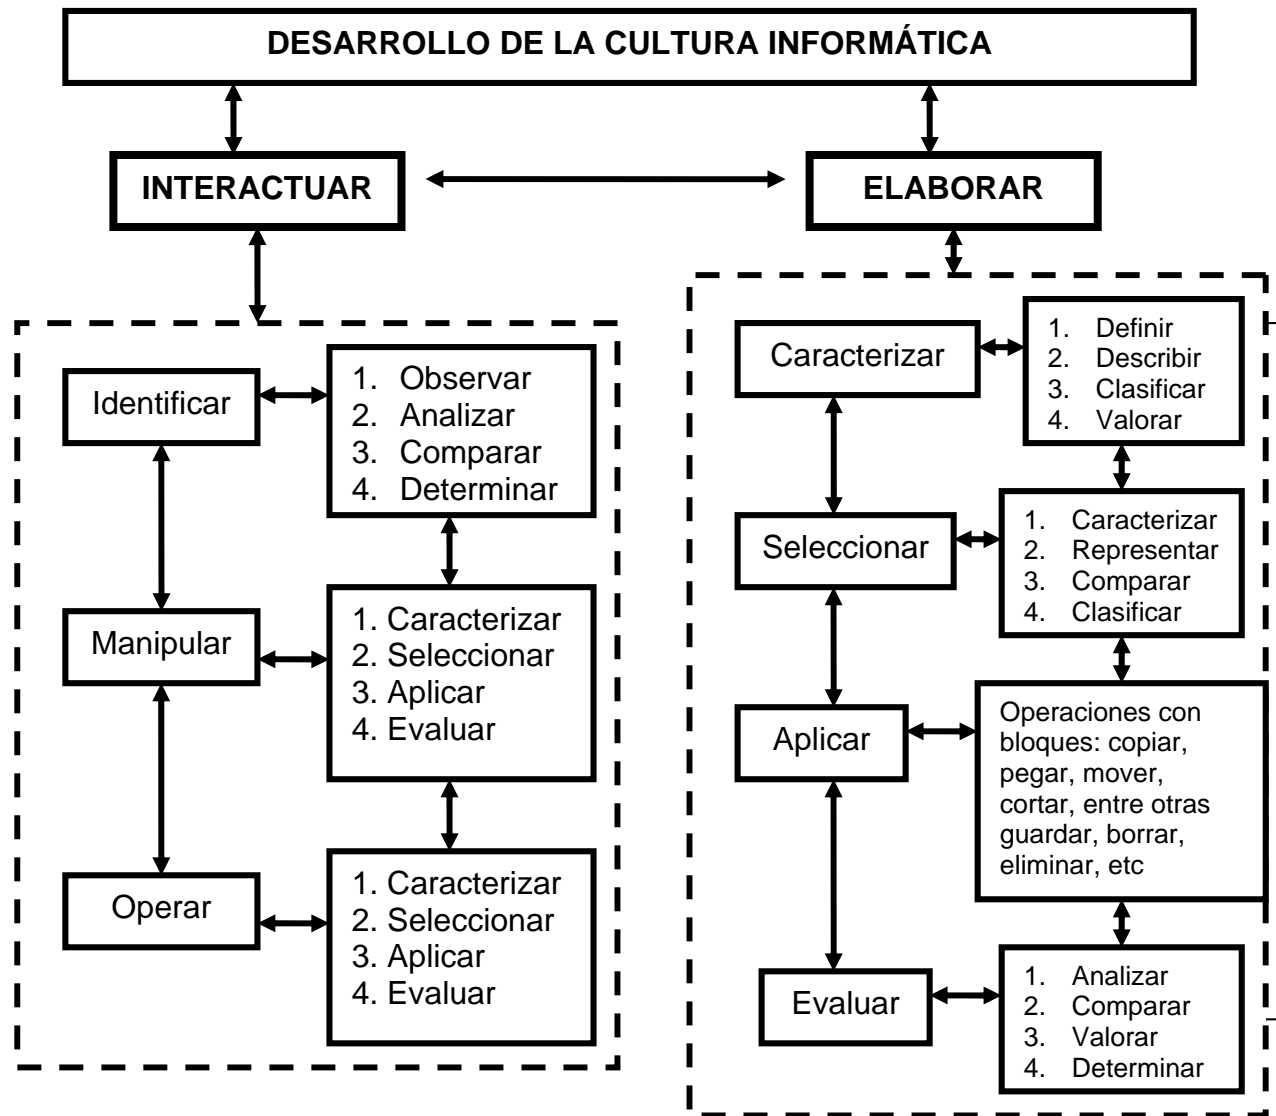 DESARROLLO DE LA CULTURA INFORMÁTICA
INTERACTUAR
ELABORAR
Identificar
1. Observar
2. Analizar
3. Comparar
4. Determinar
Manipular
1. Caracterizar
2. Seleccionar
3. Aplicar
4. Evaluar
Operar
1. Caracterizar
2. Seleccionar
3. Aplicar
4. Evaluar
Caracterizar
1. Definir
2. Describir
3. Clasificar
4. Valorar
Seleccionar
1. Caracterizar
2. Representar
3. Comparar
4. Clasificar
Aplicar
Operaciones con
bloques: copiar,
pegar, mover,
cortar, entre otras
guardar, borrar,
eliminar, etc
Evaluar
1. Analizar
2. Comparar
3. Valorar
4. Determinar